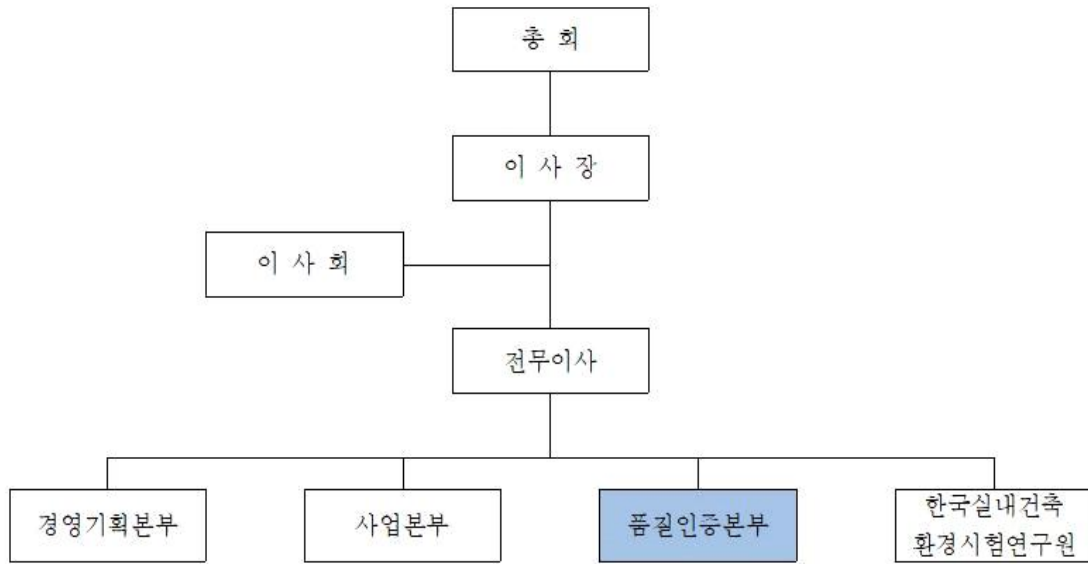 총 회
이 사 장
이 사 회
전무이사
경영기획본부
사업본부
품질인증본부
한국실내건축
환경시험연구원